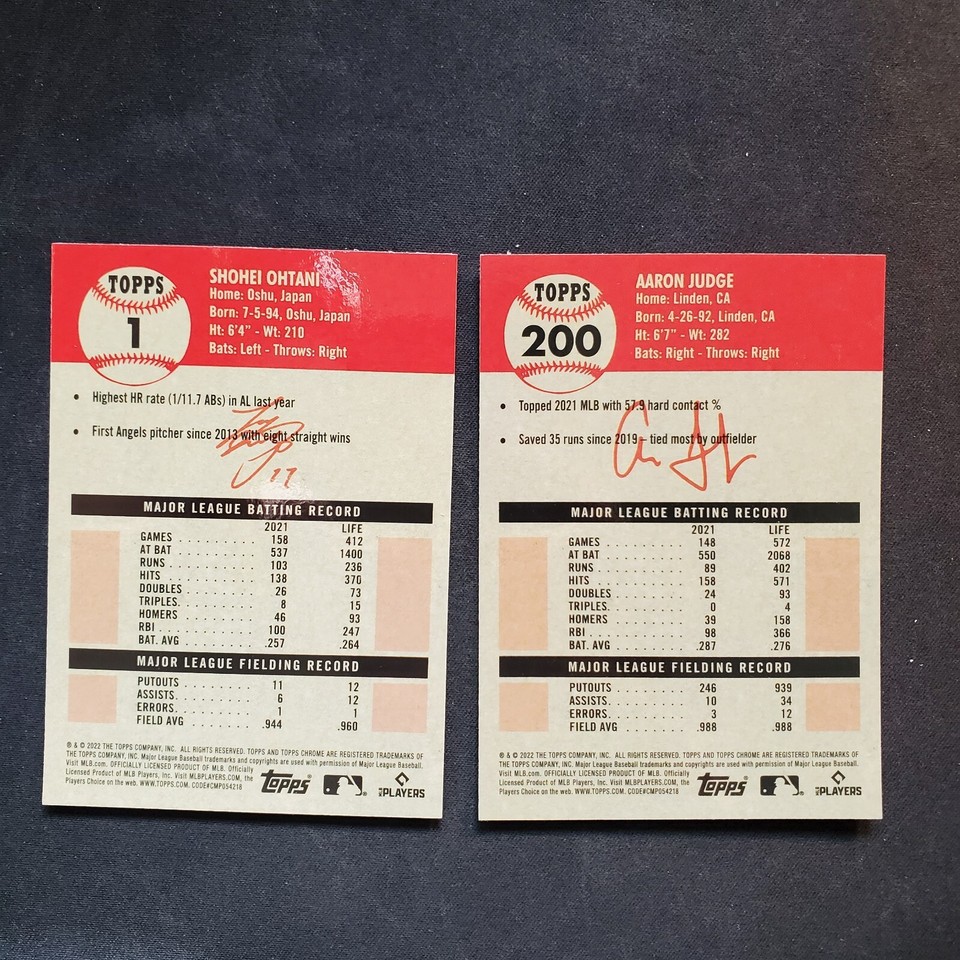 TOPPS
1
SHOHEI OHTANI
Home: Oshu, Japan
Born: 7-5-94, Oshu, Japan
Ht: 6'4" - Wt: 210
Bats: Left - Throws: Right
• Highest HR rate (1/11.7 ABs) in AL last year
• First Angels pitcher since 2013 with eight straight wins
17
MAJOR LEAGUE BATTING RECORD
2021 LIFE
GAMES . . . . . . . . . 158 412
AT BAT . . . . . . . . . 537 1400
RUNS . . . . . . . . . 103 236
HITS . . . . . . . . . 138 370
DOUBLES . . . . . . . . 26 73
TRIPLES. . . . . . . . . 8 15
HOMERS . . . . . . . . 46 93
RBI . . . . . . . . . . 100 247
BAT. AVG . . . . . . . . .257 .264
MAJOR LEAGUE FIELDING RECORD
PUTOUTS . . . . . . . . 11 12
ASSISTS. . . . . . . . . 6 12
ERRORS. . . . . . . . . 1 1
FIELD AVG . . . . . . . .944 .960
® & © 2022 THE TOPPS COMPANY, INC. ALL RIGHTS RESERVED. TOPPS AND TOPPS CHROME ARE REGISTERED TRADEMARKS OF
THE TOPPS COMPANY, INC. Major League Baseball trademarks and copyrights are used with permission of Major League Baseball.
Visit MLB.com. OFFICIALLY LICENSED PRODUCT OF MLB. Officially
Licensed Product of MLB Players, Inc. Visit MLBPLAYERS.COM, the
Players Choice on the web. WWW.TOPPS.COM. CODE#CMP054218
Topps®
MLB PLAYERS
TOPPS
200
AARON JUDGE
Home: Linden, CA
Born: 4-26-92, Linden, CA
Ht: 6'7" - Wt: 282
Bats: Right - Throws: Right
• Topped 2021 MLB with 57.9 hard contact %
• Saved 35 runs since 2019 – tied most by outfielder
MAJOR LEAGUE BATTING RECORD
2021 LIFE
GAMES . . . . . . . . . 148 572
AT BAT . . . . . . . . . 550 2068
RUNS . . . . . . . . . 89 402
HITS . . . . . . . . . 158 571
DOUBLES . . . . . . . . 24 93
TRIPLES. . . . . . . . . 0 4
HOMERS . . . . . . . . 39 158
RBI . . . . . . . . . . 98 366
BAT. AVG . . . . . . . . .287 .276
MAJOR LEAGUE FIELDING RECORD
PUTOUTS . . . . . . . . 246 939
ASSISTS. . . . . . . . . 10 34
ERRORS. . . . . . . . . 3 12
FIELD AVG . . . . . . . .988 .988
® & © 2022 THE TOPPS COMPANY, INC. ALL RIGHTS RESERVED. TOPPS AND TOPPS CHROME ARE REGISTERED TRADEMARKS OF
THE TOPPS COMPANY, INC. Major League Baseball trademarks and copyrights are used with permission of Major League Baseball.
Visit MLB.com. OFFICIALLY LICENSED PRODUCT OF MLB. Officially
Licensed Product of MLB Players, Inc. Visit MLBPLAYERS.COM, the
Players Choice on the web. WWW.TOPPS.COM. CODE#CMP054218
Topps®
MLB PLAYERS